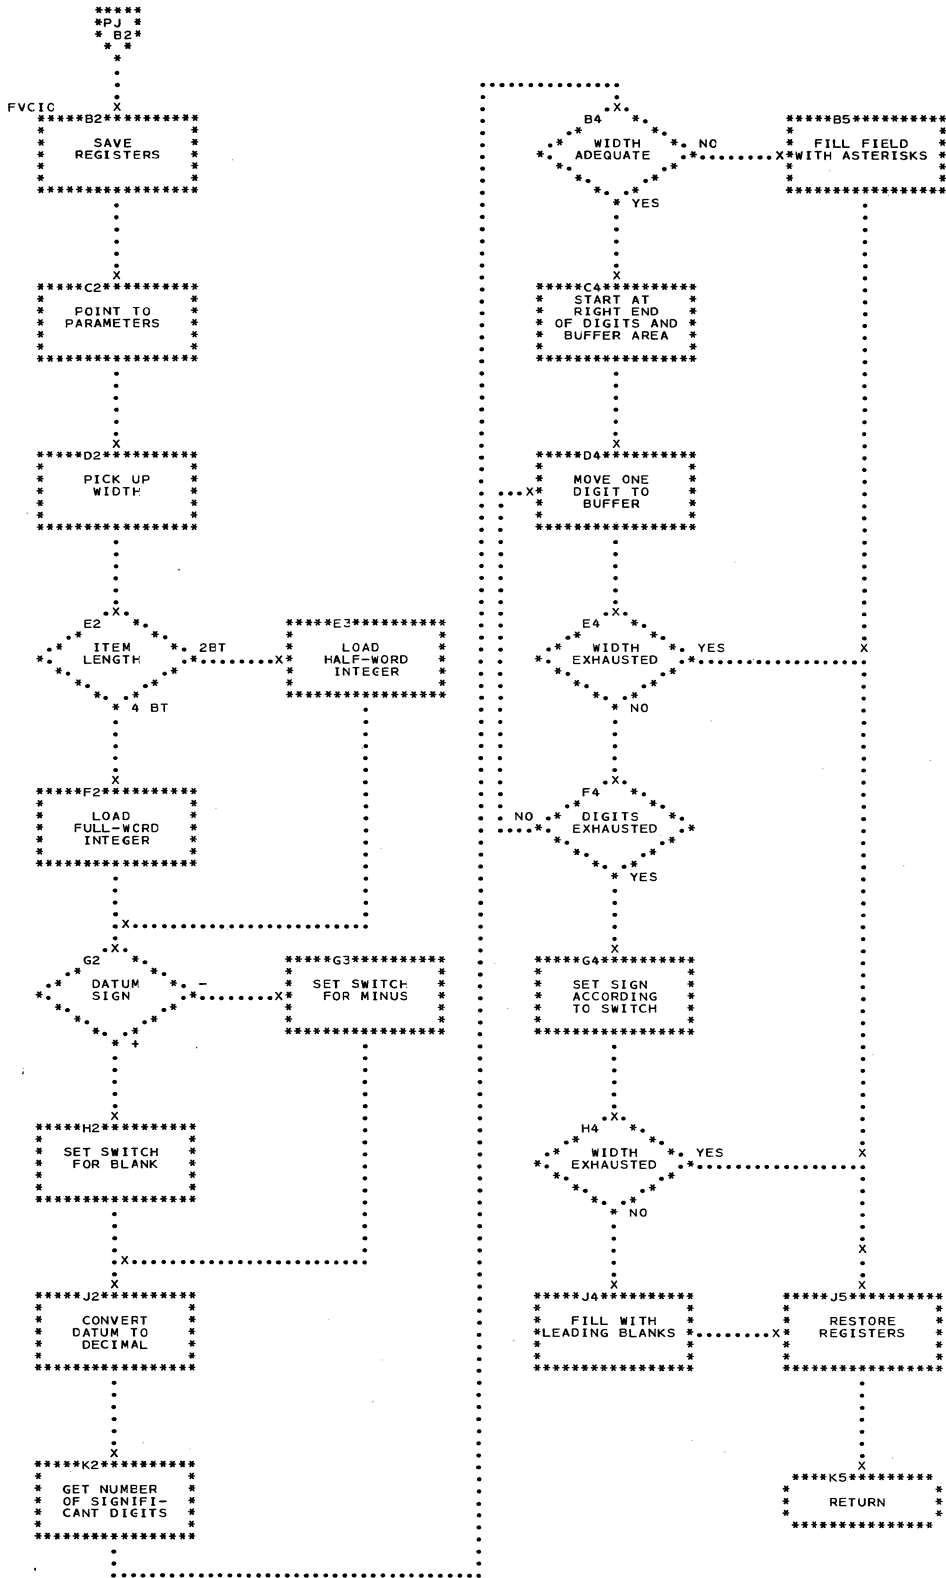 PJ
B2
FVCIO
B2
SAVE
REGISTERS
C2
POINT TO
PARAMETERS
D2
PICK UP
WIDTH
E2
ITEM
LENGTH
2BT
4 BT
E3
LOAD
HALF-WORD
INTEGER
F2
LOAD
FULL-WORD
INTEGER
G2
DATUM
SIGN
-
+
G3
SET SWITCH
FOR MINUS
H2
SET SWITCH
FOR BLANK
J2
CONVERT
DATUM TO
DECIMAL
K2
GET NUMBER
OF SIGNIFI-
CANT DIGITS
B4
WIDTH
ADEQUATE
NO
YES
B5
FILL FIELD
WITH ASTERISKS
C4
START AT
RIGHT END
OF DIGITS AND
BUFFER AREA
D4
MOVE ONE
DIGIT TO
BUFFER
E4
WIDTH
EXHAUSTED
YES
NO
F4
DIGITS
EXHAUSTED
NO
YES
G4
SET SIGN
ACCORDING
TO SWITCH
H4
WIDTH
EXHAUSTED
YES
NO
J4
FILL WITH
LEADING BLANKS
J5
RESTORE
REGISTERS
K5
RETURN